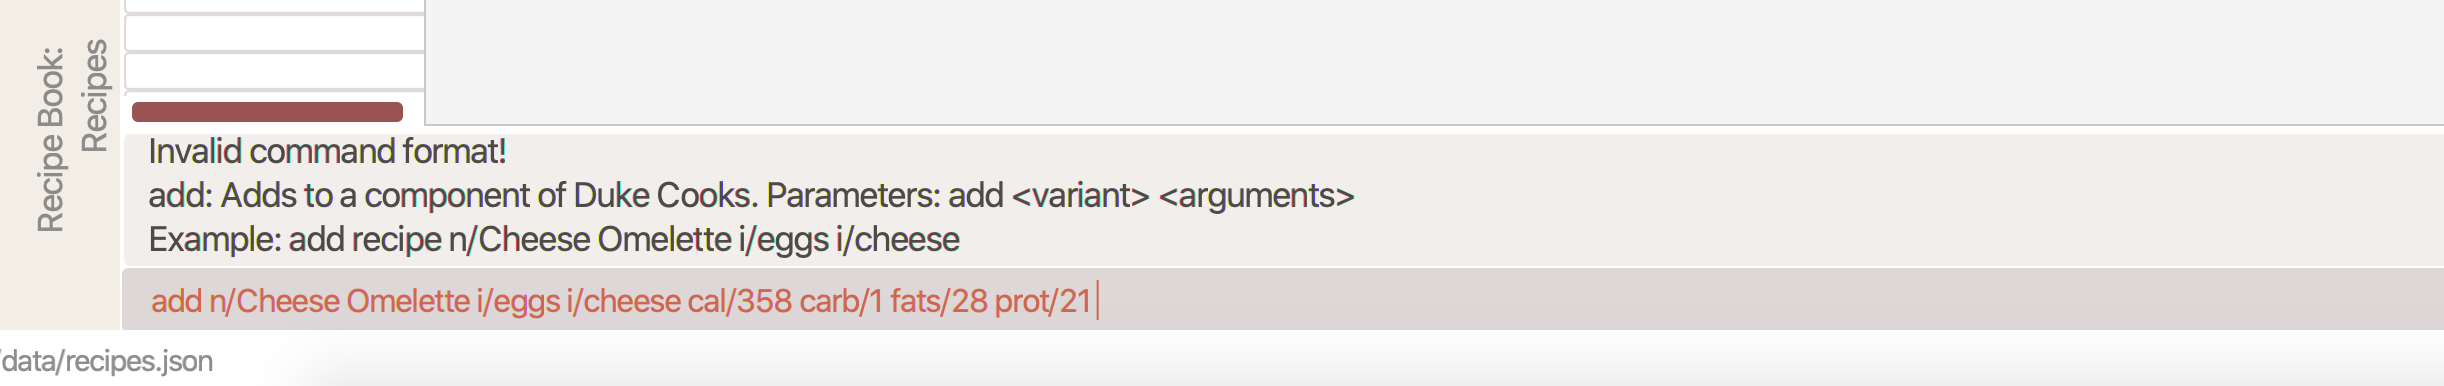 Recipe Book:
Recipes
Invalid command format!
add: Adds to a component of Duke Cooks. Parameters: add <variant> <arguments>
Example: add recipe n/Cheese Omelette i/eggs i/cheese
add n/Cheese Omelette i/eggs i/cheese cal/358 carb/1 fats/28 prot/21
/data/recipes.json